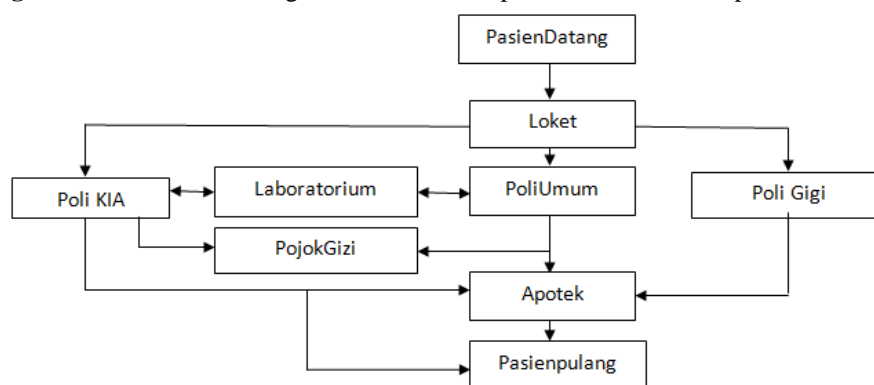 PasienDatang
Loket
Poli KIA
Laboratorium
PoliUmum
Poli Gigi
PojokGizi
Apotek
Pasienpulang